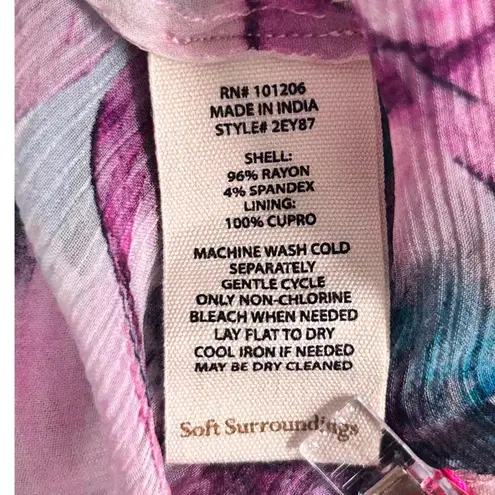 RN# 101206
MADE IN INDIA
STYLE# 2EY87
SHELL:
96% RAYON
4% SPANDEX
LINING:
100% CUPRO
MACHINE WASH COLD
SEPARATELY
GENTLE CYCLE
ONLY NON-CHLORINE
BLEACH WHEN NEEDED
LAY FLAT TO DRY
COOL IRON IF NEEDED
MAY BE DRY CLEANED
Soft Surroundings